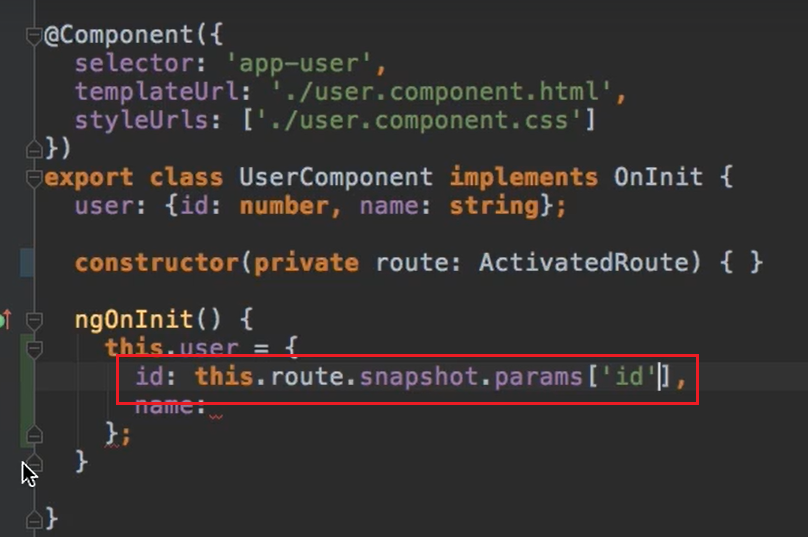 @Component({
selector: 'app-user',
templateUrl: './user.component.html',
styleUrls: ['./user.component.css']
})
export class UserComponent implements OnInit {
user: {id: number, name: string};
constructor(private route: ActivatedRoute) { }
ngOnInit() {
this.user = {
id: this.route.snapshot.params['id'],
name:
};
}
}